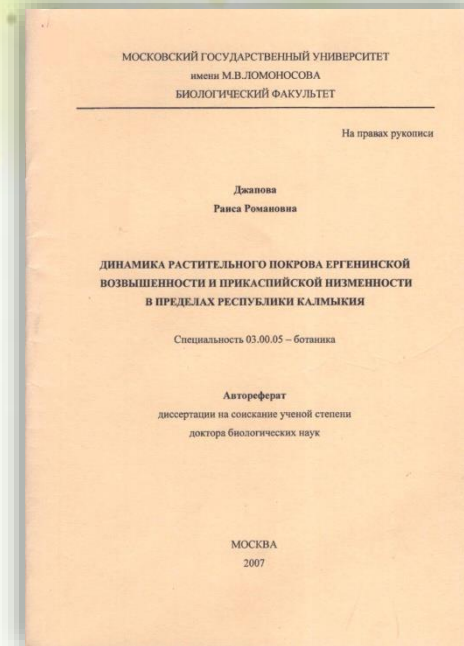 МОСКОВСКИЙ ГОСУДАРСТВЕННЫЙ УНИВЕРСИТЕТ
имени М.В.ЛОМОНОСОВА
БИОЛОГИЧЕСКИЙ ФАКУЛЬТЕТ
На правах рукописи
Джапова
Раиса Романовна
ДИНАМИКА РАСТИТЕЛЬНОГО ПОКРОВА ЕРГЕНИНСКОЙ
ВОЗВЫШЕННОСТИ И ПРИКАСПИЙСКОЙ НИЗМЕННОСТИ
В ПРЕДЕЛАХ РЕСПУБЛИКИ КАЛМЫКИЯ
Специальность 03.00.05 – ботаника
Автореферат
диссертации на соискание ученой степени
доктора биологических наук
МОСКВА
2007